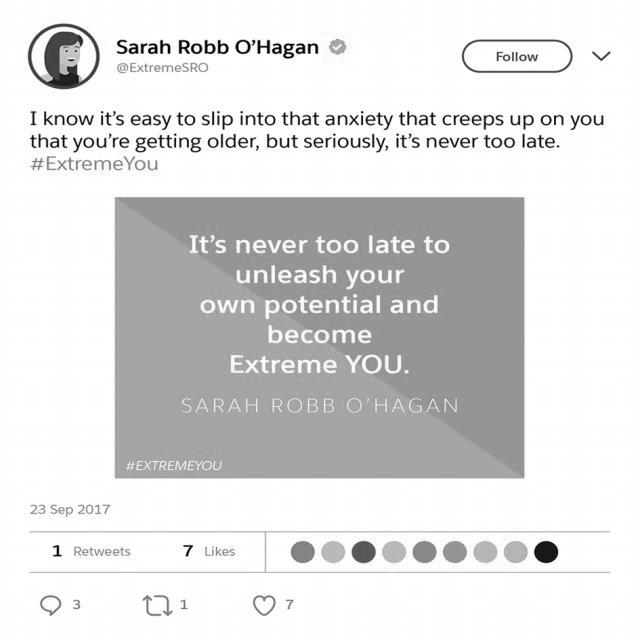 Sarah Robb O’Hagan
@ExtremeSRO
Follow
I know it’s easy to slip into that anxiety that creeps up on you
that you’re getting older, but seriously, it’s never too late.
#ExtremeYou
It’s never too late to
unleash your
own potential and
become
Extreme YOU.
SARAH ROBB O’HAGAN
#EXTREMEYOU
23 Sep 2017
1 Retweets 7 Likes
3 1 7